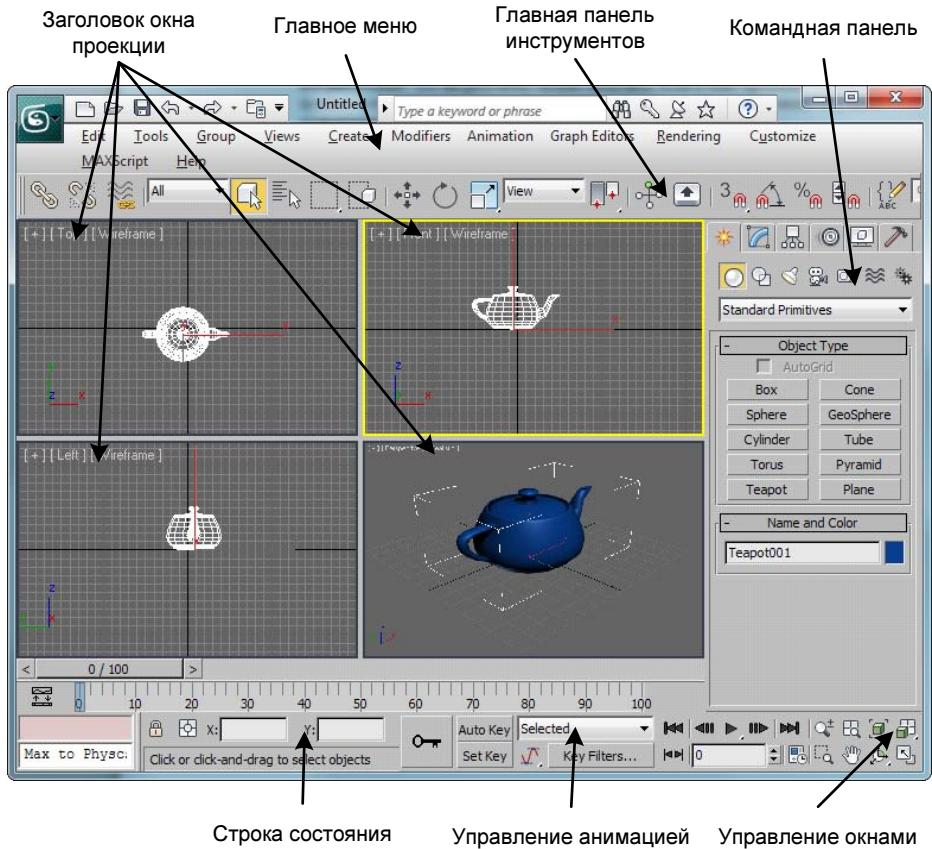 Заголовок окна
проекции
Главное меню
Главная панель
инструментов
Командная панель
Untitled
Type a keyword or phrase
Edit Tools Group Views Create Modifiers Animation Graph Editors Rendering Customize
MAXScript Help
All
View
3
%
ABC
[ + ] [ Top ] [ Wireframe ]
[ + ] [ Front ] [ Wireframe
x
x
z
x
z
x
Standard Primitives
- Object Type
AutoGrid
Box Cone
Sphere GeoSphere
Cylinder Tube
Torus Pyramid
Teapot Plane
- Name and Color
Teapot001
[ + ] [ Left ] [ Wireframe ]
z
< 0 / 100 >
0 10 20 30 40 50 60 70 80 90 100
X: Y:
Auto Key Selected
Max to Physc:
Click or click-and-drag to select objects
Set Key Key Filters...
0
Строка состояния
Управление анимацией
Управление окнами